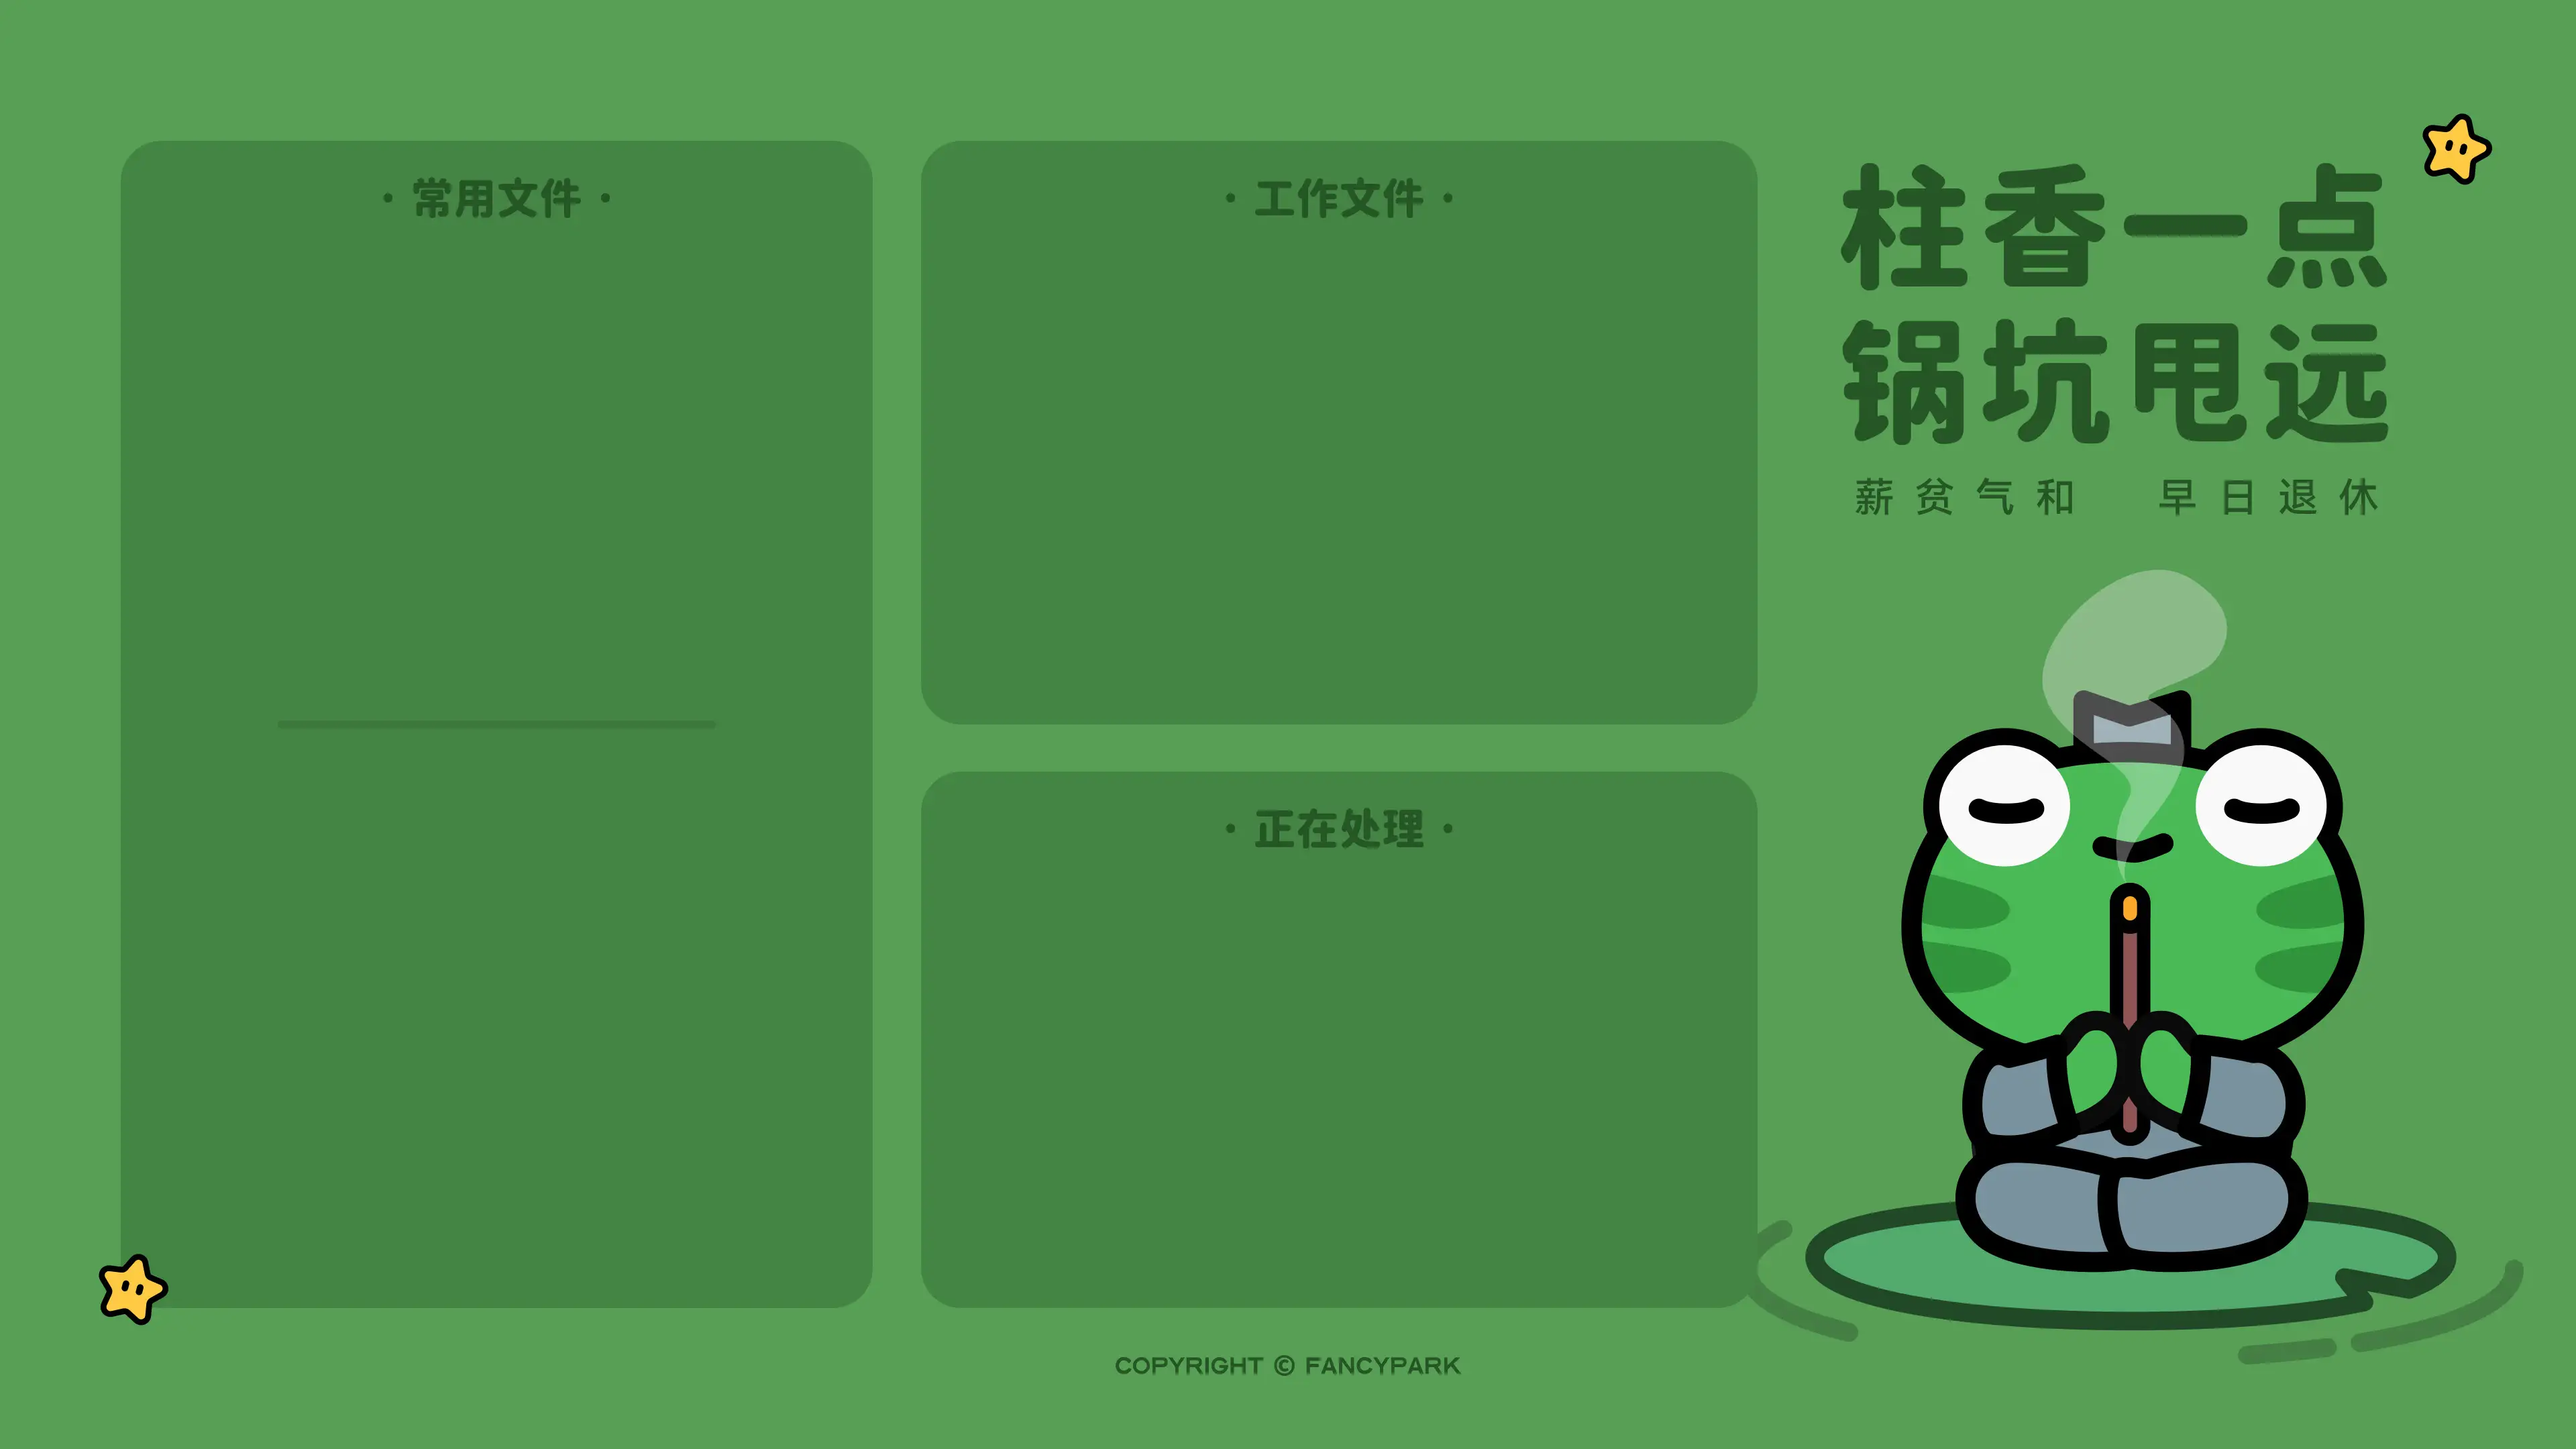 · 常用文件 ·
· 工作文件 ·
· 正在处理 ·
柱香一点
锅坑甩远
薪贫气和 早日退休
COPYRIGHT © FANCYPARK